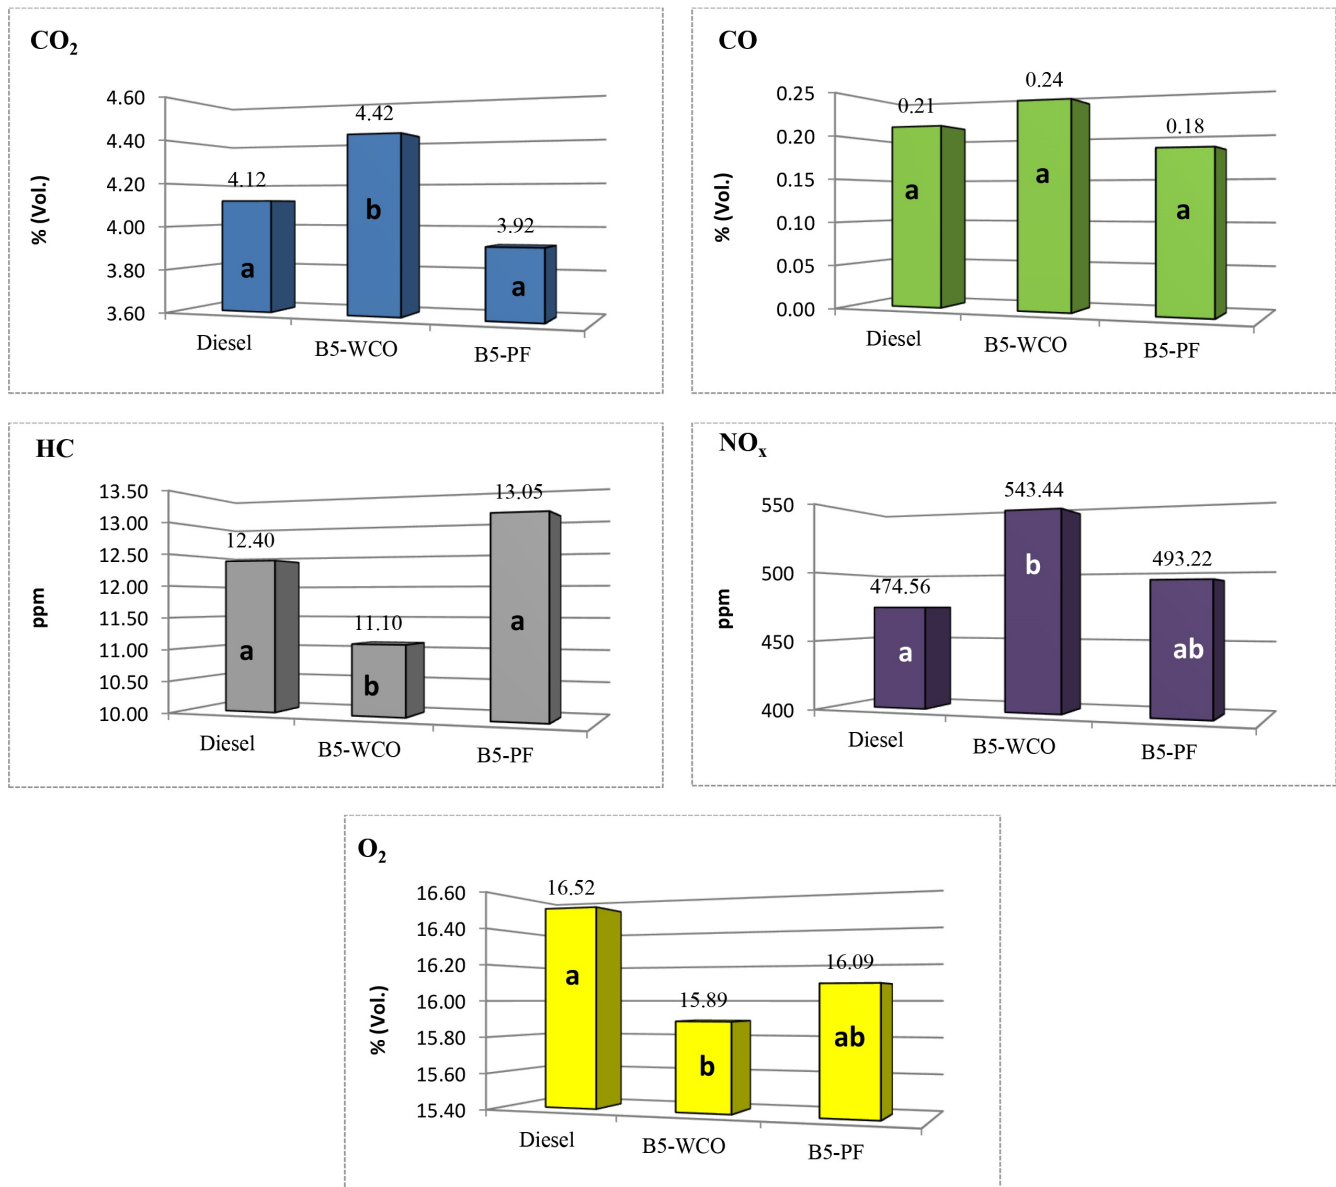 CO2
4.60
4.40
4.20
4.00
3.80
3.60
% (Vol.)
4.12
4.42
3.92
a
b
a
Diesel
B5-WCO
B5-PF
CO
0.25
0.20
0.15
0.10
0.05
0.00
% (Vol.)
0.21
0.24
0.18
a
a
a
Diesel
B5-WCO
B5-PF
HC
13.50
13.00
12.50
12.00
11.50
11.00
10.50
10.00
ppm
12.40
11.10
13.05
a
b
a
Diesel
B5-WCO
B5-PF
NOx
550
500
450
400
ppm
474.56
543.44
493.22
a
b
ab
Diesel
B5-WCO
B5-PF
O2
16.60
16.40
16.20
16.00
15.80
15.60
15.40
% (Vol.)
16.52
15.89
16.09
a
b
ab
Diesel
B5-WCO
B5-PF